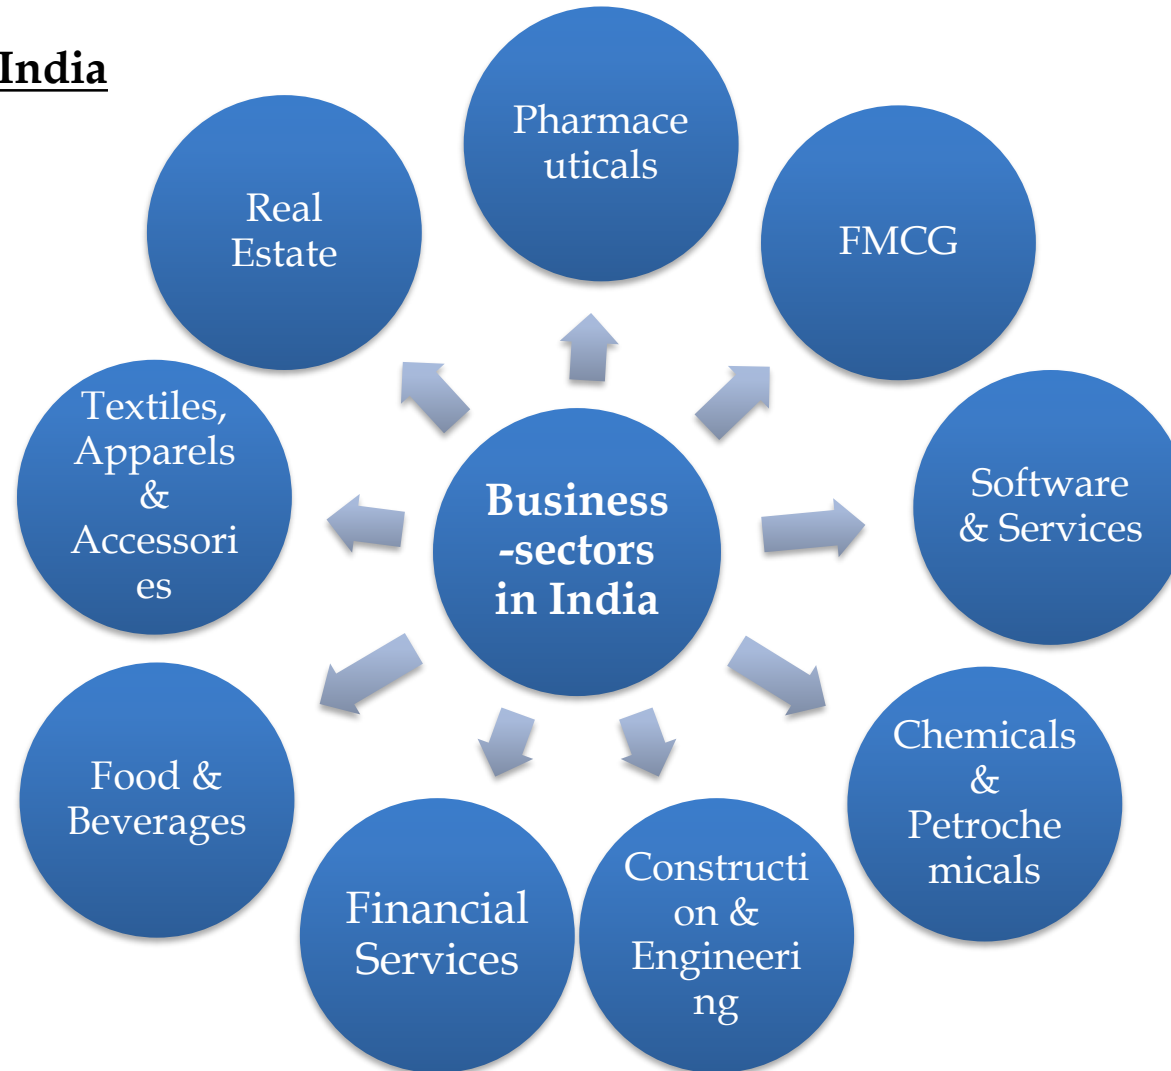 India
Pharmace
uticals
FMCG
Software
& Services
Chemicals
&
Petroche
micals
Constructi
on &
Engineeri
ng
Financial
Services
Food &
Beverages
Textiles,
Apparels
&
Accessori
es
Real
Estate
Business
-sectors
in India